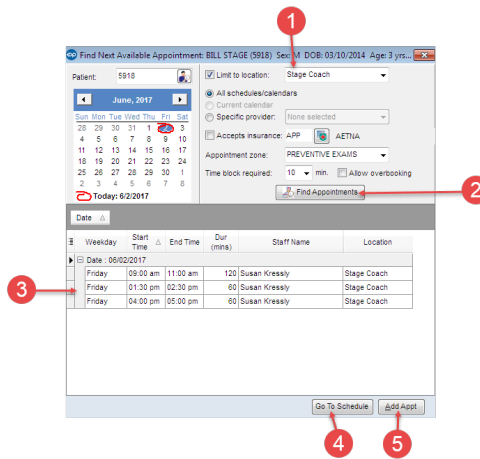 1
Find Next Available Appointment: BILL STAGE (5918) Sex: M DOB: 03/10/2014 Age: 3 yrs...
Patient: 5918
Limit to location: Stage Coach
June, 2017
Sun Mon Tue Wed Thu Fri Sat
28 29 30 31 1 2 3
4 5 6 7 8 9 10
11 12 13 14 15 16 17
18 19 20 21 22 23 24
25 26 27 28 29 30 1
2 3 4 5 6 7 8
Today: 6/2/2017
All schedules/calendars
Current calendar
Specific provider: None selected
Accepts insurance: APP AETNA
Appointment zone: PREVENTIVE EXAMS
Time block required: 10 min. Allow overbooking
Find Appointments
2
Date
Weekday Start Time End Time Dur (mins) Staff Name Location
Date : 06/02/2017
Friday 09:00 am 11:00 am 120 Susan Kressly Stage Coach
Friday 01:30 pm 02:30 pm 60 Susan Kressly Stage Coach
Friday 04:00 pm 05:00 pm 60 Susan Kressly Stage Coach
3
Go To Schedule Add Appt
4 5